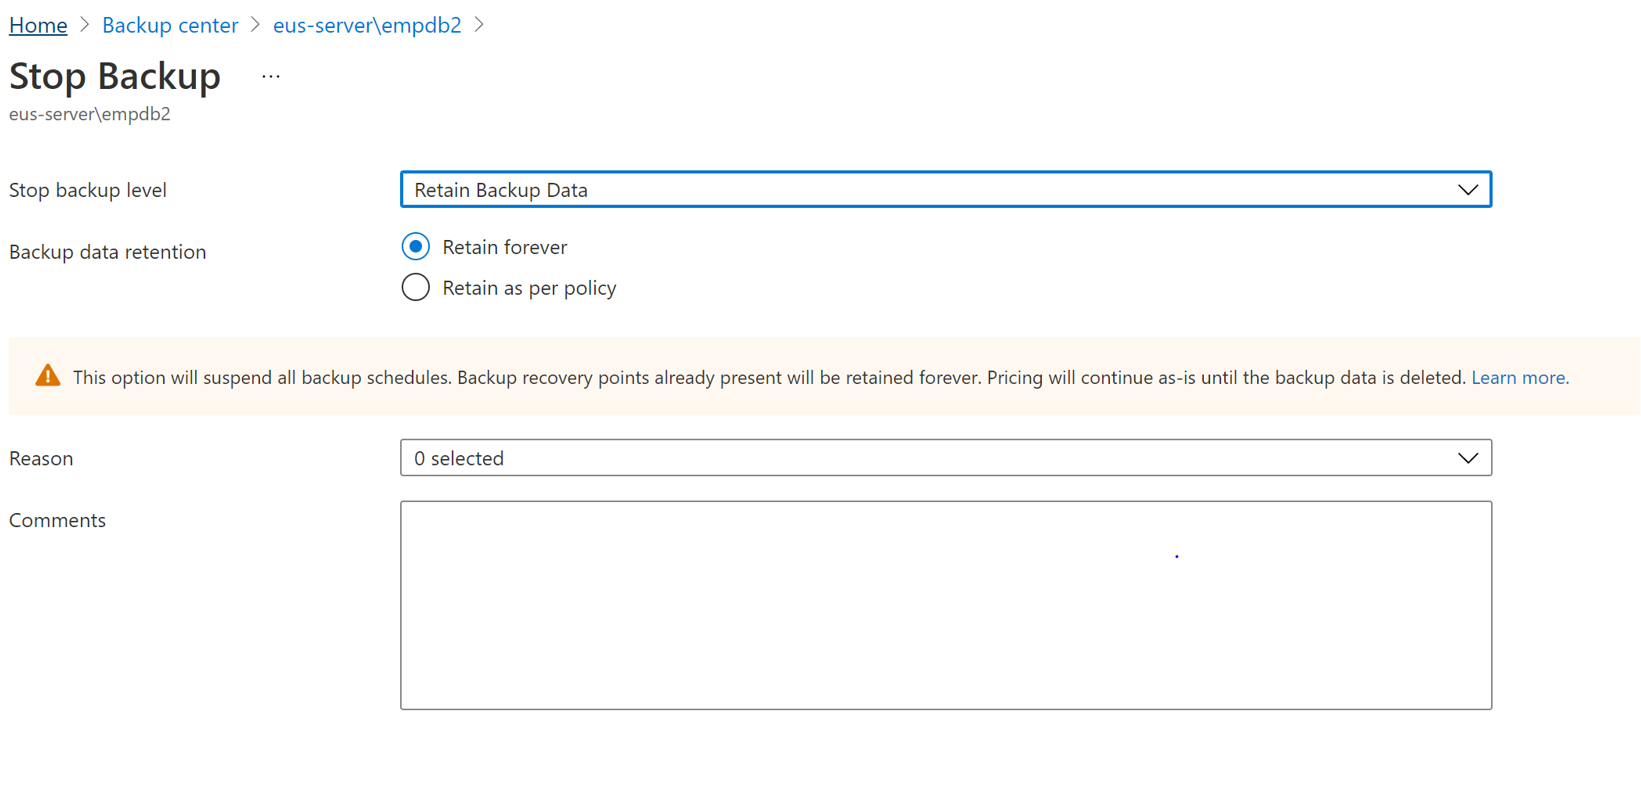 Home > Backup center > eus-server\empdb2 >
Stop Backup ...
eus-server\empdb2
Stop backup level
Retain Backup Data
Backup data retention
Retain forever
Retain as per policy
This option will suspend all backup schedules. Backup recovery points already present will be retained forever. Pricing will continue as-is until the backup data is deleted. Learn more.
Reason
0 selected
Comments